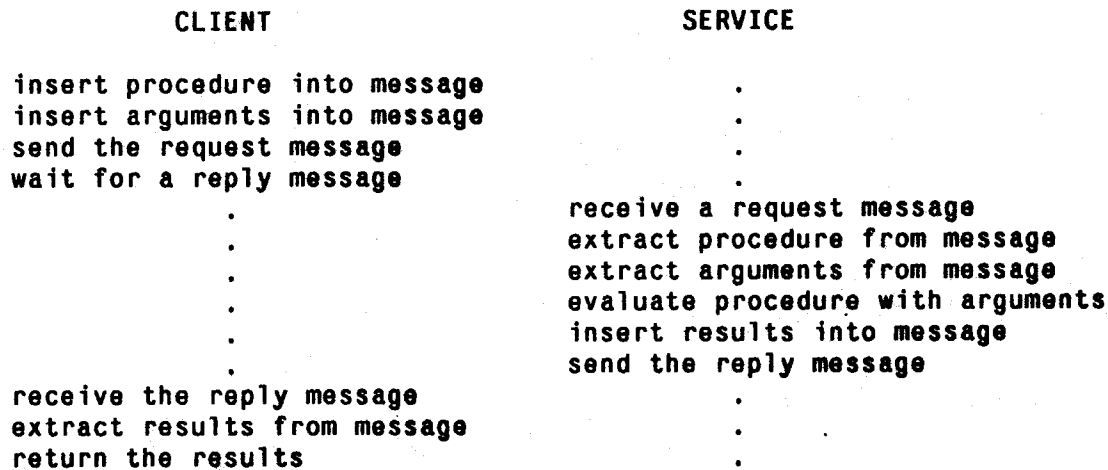 CLIENT SERVICE
insert procedure into message .
insert arguments into message .
send the request message .
wait for a reply message .
. receive a request message
. extract procedure from message
. extract arguments from message
. evaluate procedure with arguments
. insert results into message
. send the reply message
receive the reply message .
extract results from message .
return the results .